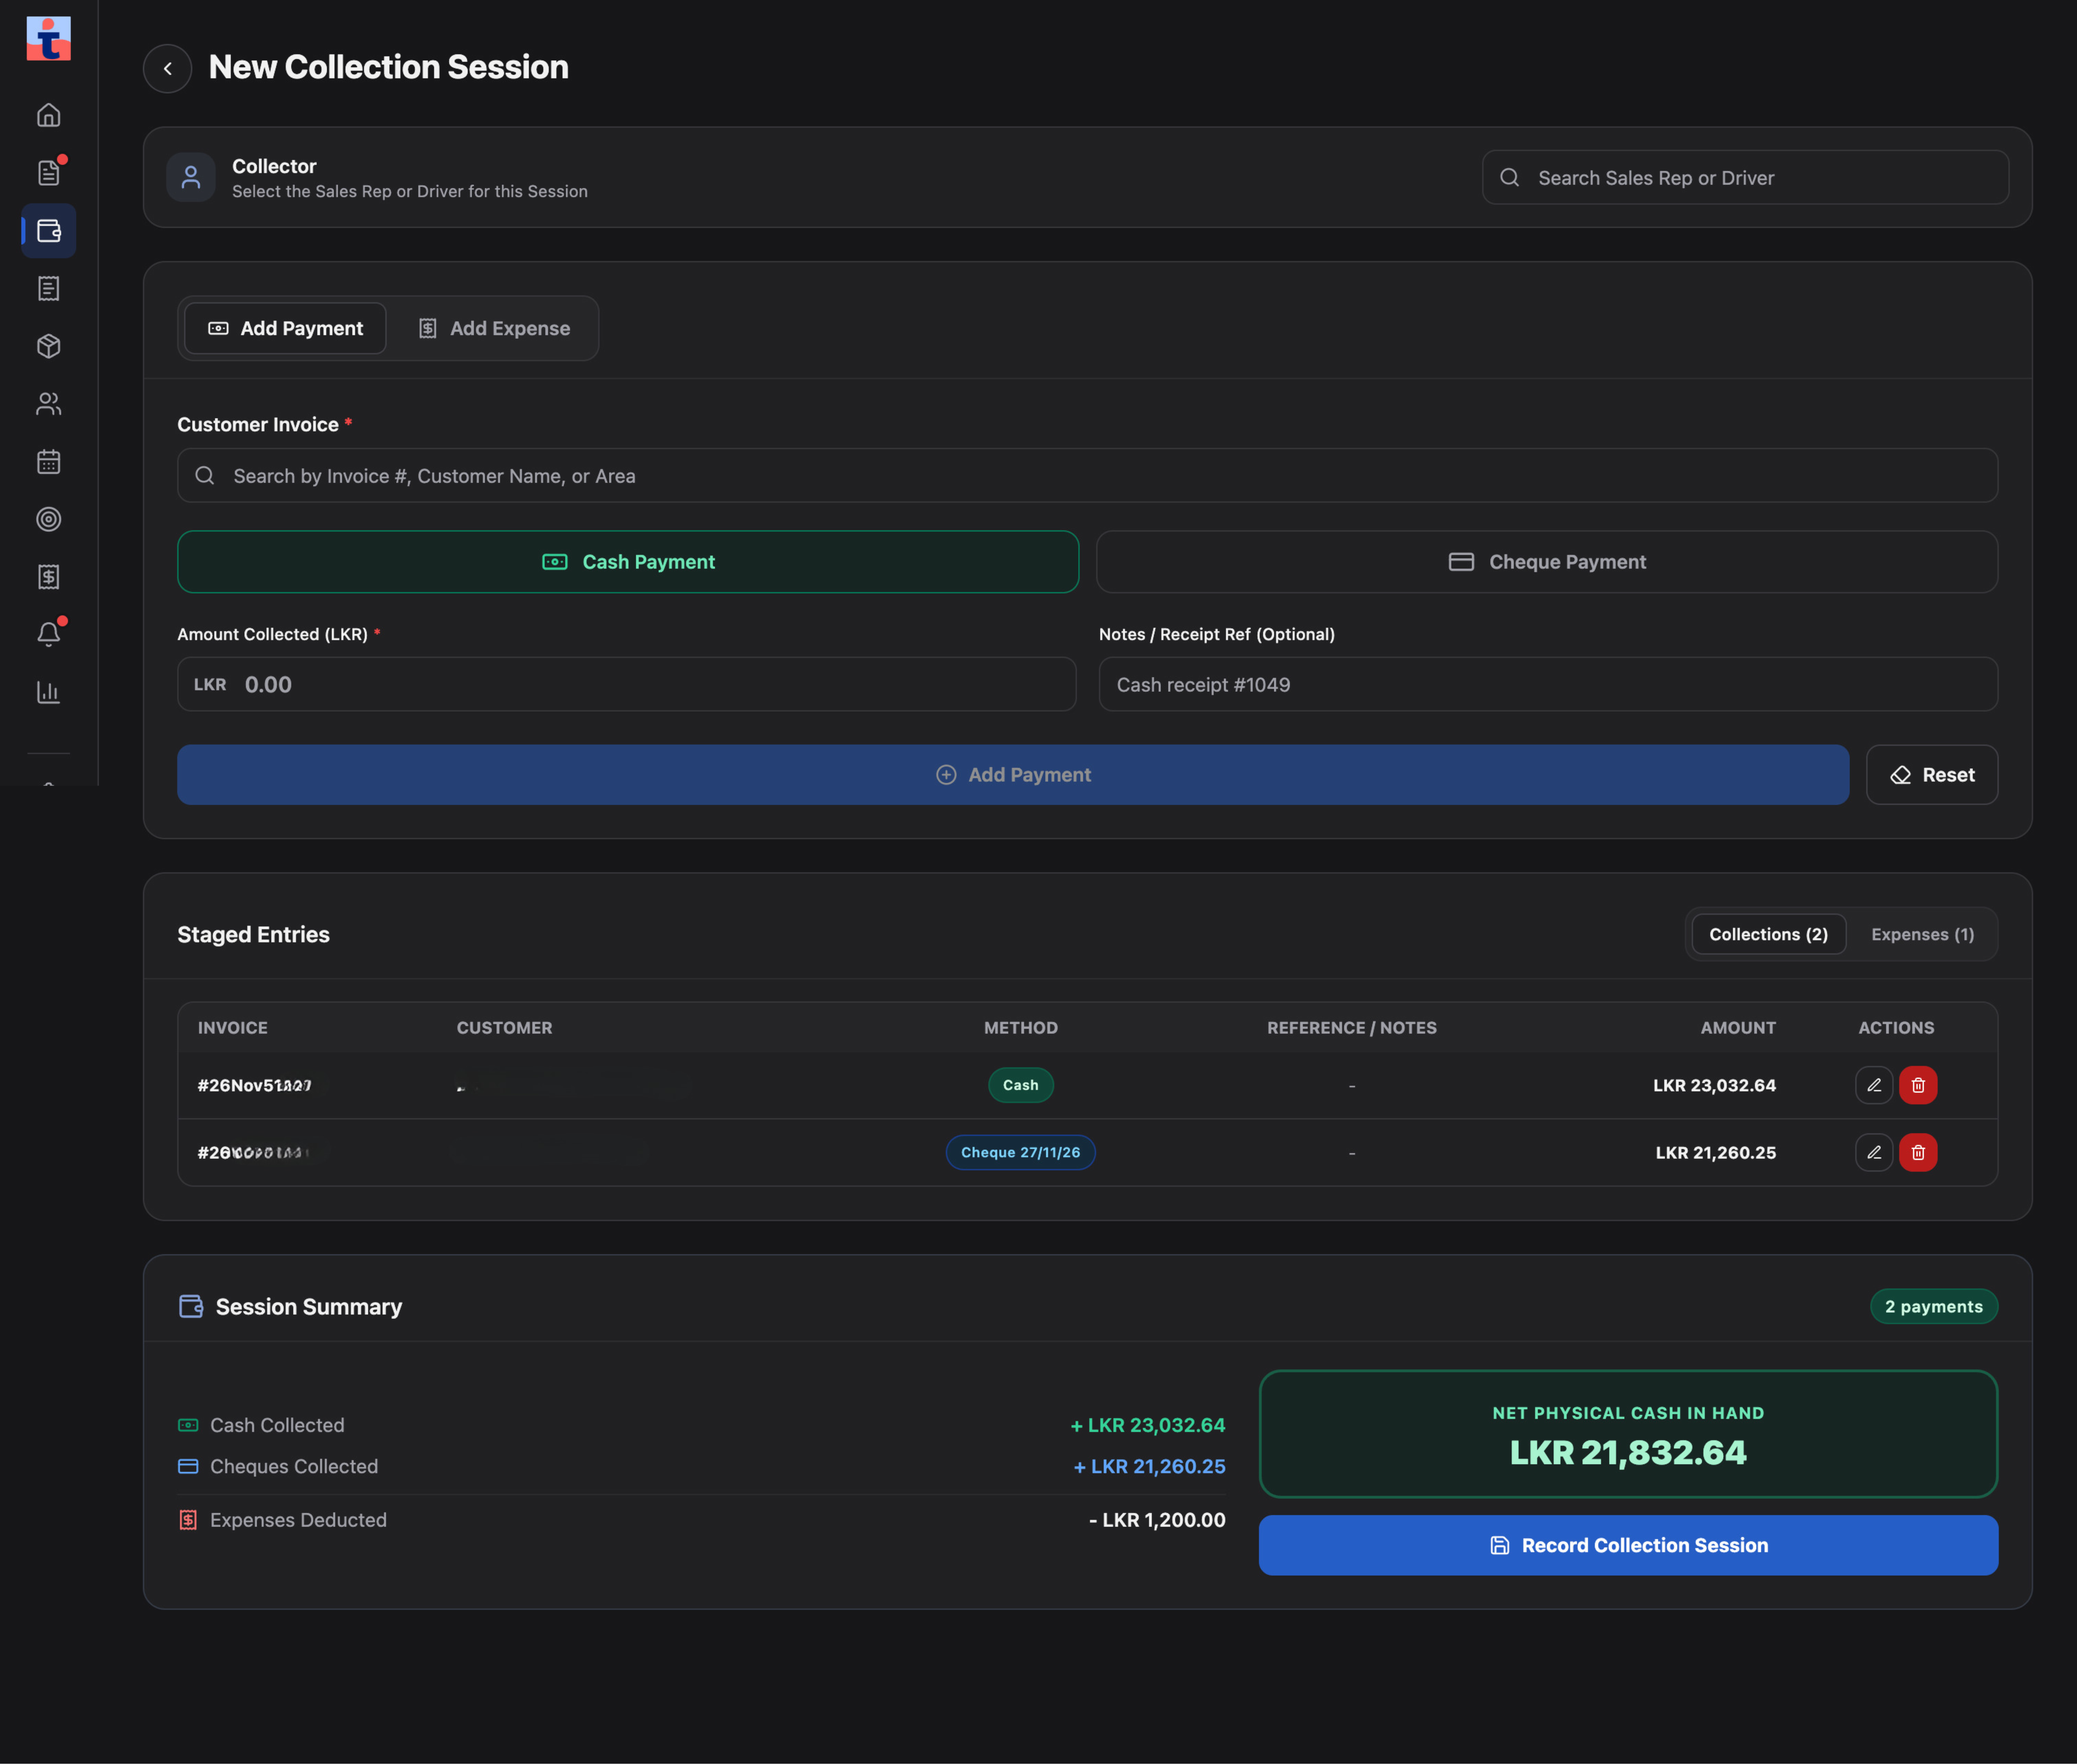 New Collection Session
Collector
Select the Sales Rep or Driver for this Session
Search Sales Rep or Driver
Add Payment
Add Expense
Customer Invoice *
Search by Invoice #, Customer Name, or Area
Cash Payment
Cheque Payment
Amount Collected (LKR) *
Notes / Receipt Ref (Optional)
LKR 0.00
Cash receipt #1049
Add Payment
Reset
Staged Entries
Collections (2)
Expenses (1)
INVOICE CUSTOMER METHOD REFERENCE / NOTES AMOUNT ACTIONS
Cash - LKR 23,032.64
Cheque 27/11/26 - LKR 21,260.25
Session Summary
2 payments
Cash Collected + LKR 23,032.64
Cheques Collected + LKR 21,260.25
Expenses Deducted - LKR 1,200.00
NET PHYSICAL CASH IN HAND
LKR 21,832.64
Record Collection Session